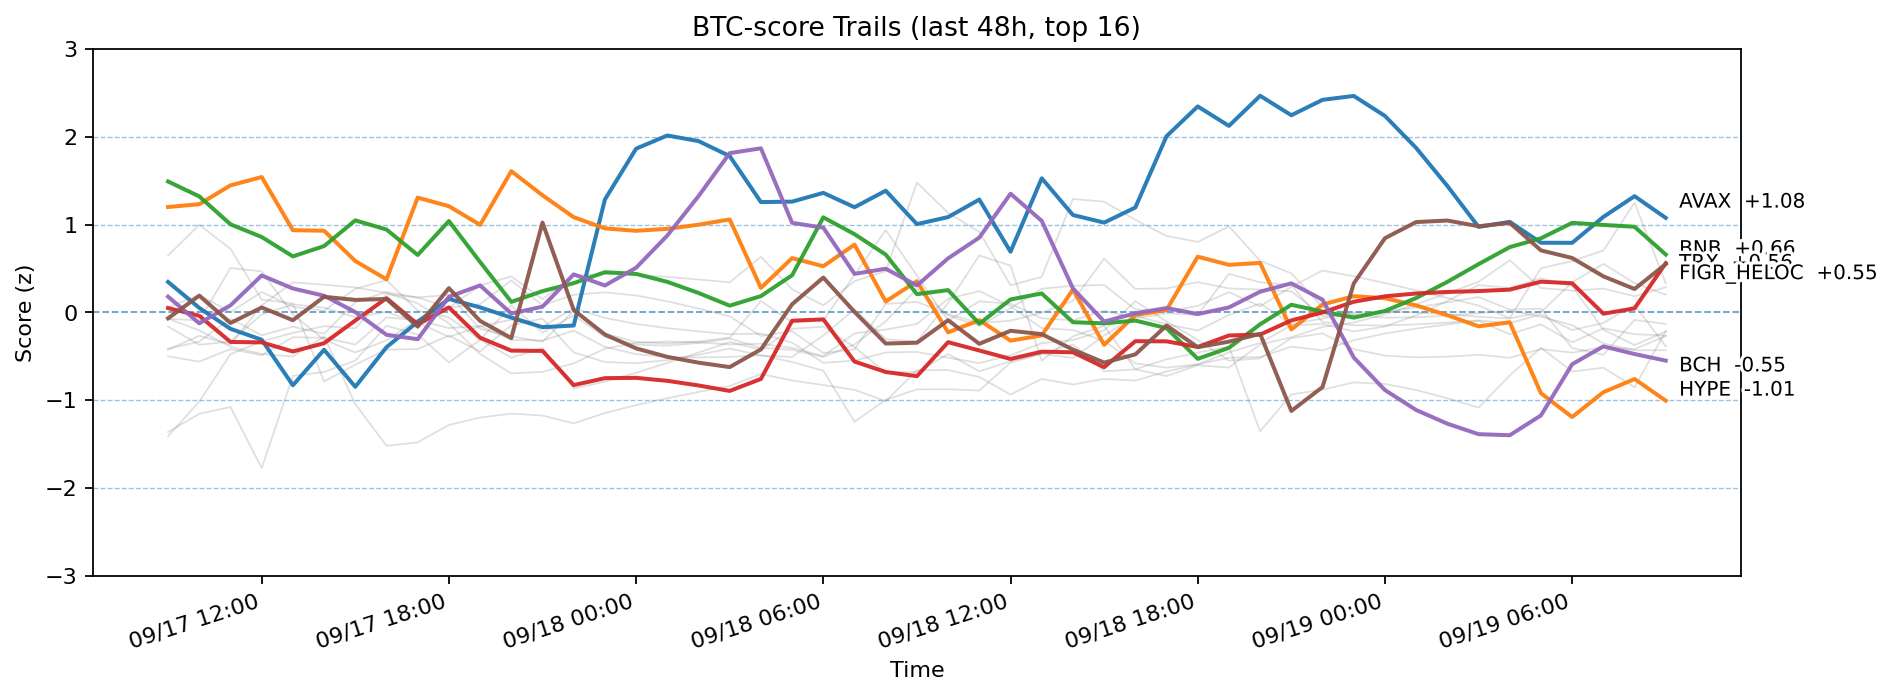 BTC-score Trails (last 48h, top 16)
Score (z)
3
2
1
0
−1
−2
−3
AVAX +1.08
BNB +0.66
TRX +0.56
FIGR_HELOC +0.55
BCH -0.55
HYPE -1.01
09/17 12:00
09/17 18:00
09/18 00:00
09/18 06:00
09/18 12:00
09/18 18:00
09/19 00:00
09/19 06:00
Time